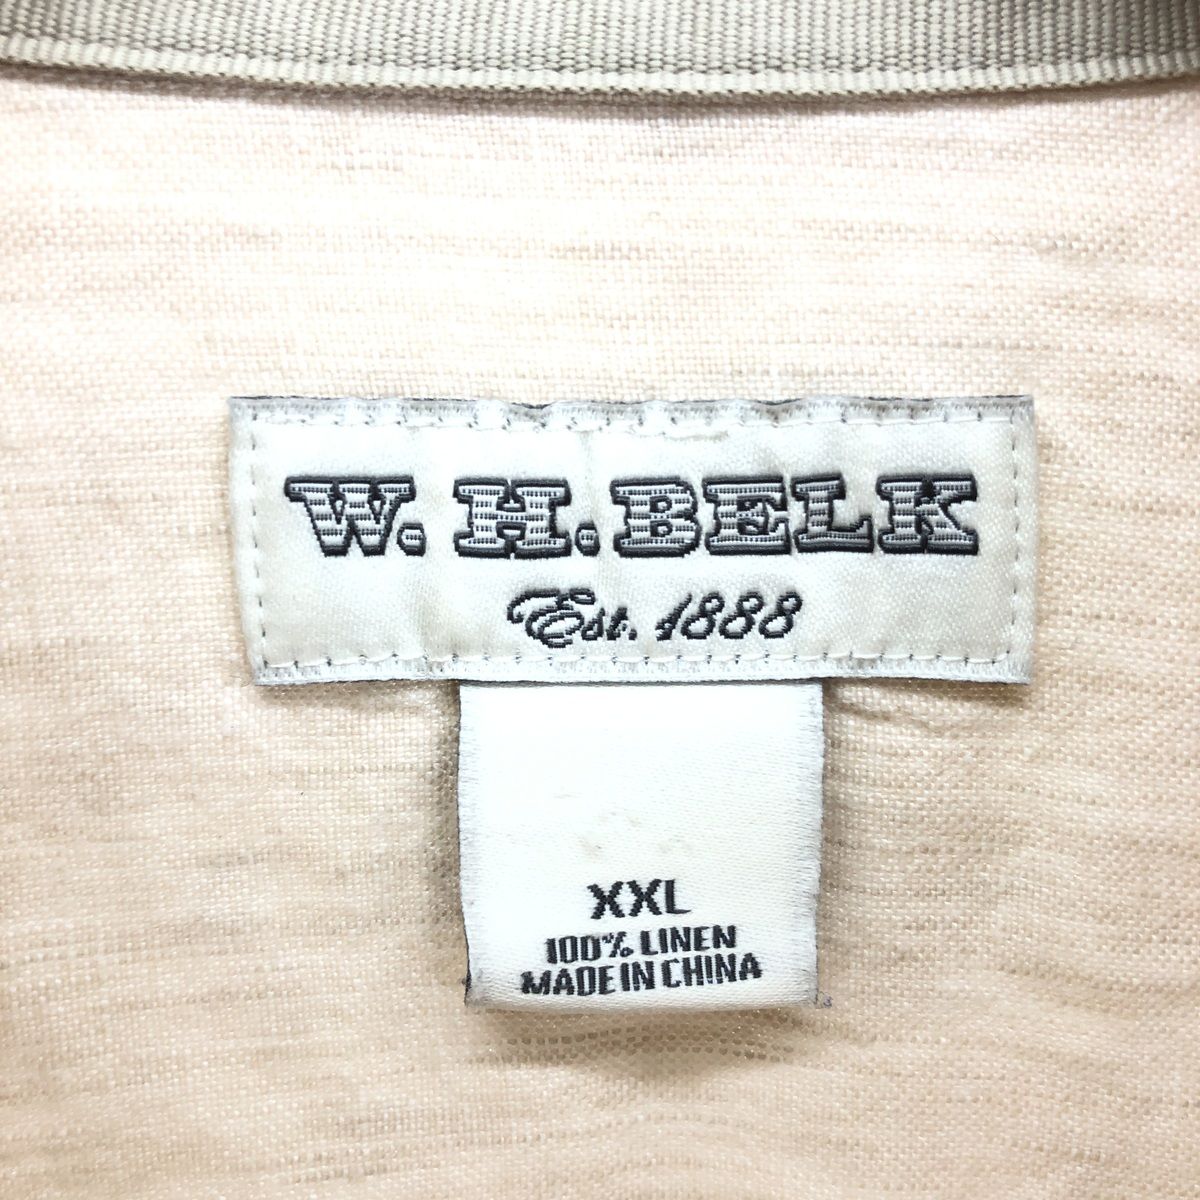 W. H. BELK
Est. 1888
XXL
100% LINEN
MADE IN CHINA